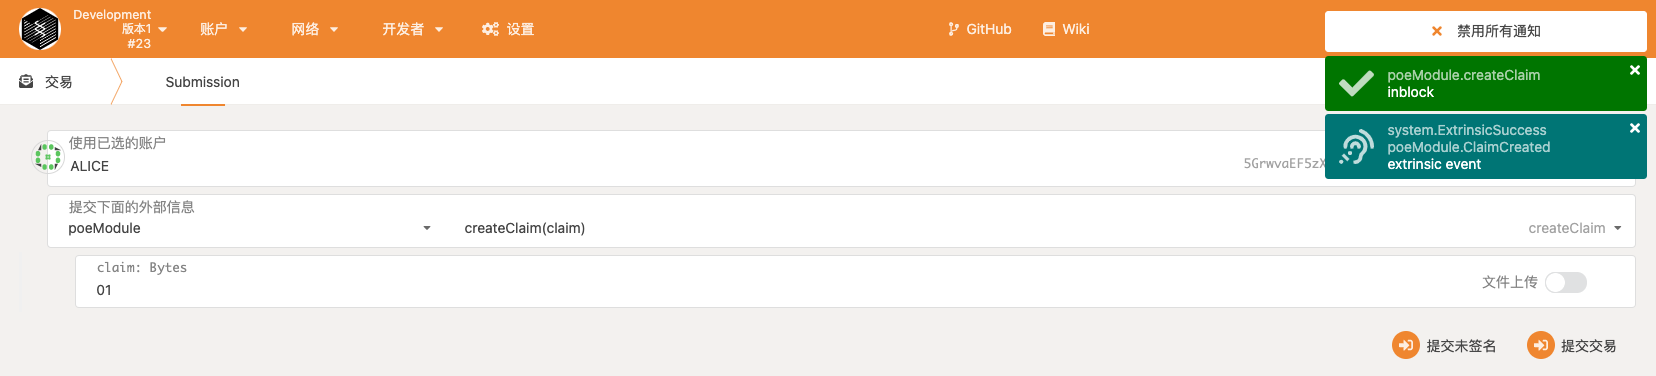 Development
版本1
#23
账户
网络
开发者
设置
GitHub
Wiki
禁用所有通知
poeModule.createClaim
inblock
system.ExtrinsicSuccess
poeModule.ClaimCreated
extrinsic event
交易
Submission
使用已选的账户
ALICE
5GrwvaEF5zX
提交下面的外部信息
poeModule
createClaim(claim)
createClaim
claim: Bytes
01
文件上传
提交未签名
提交交易